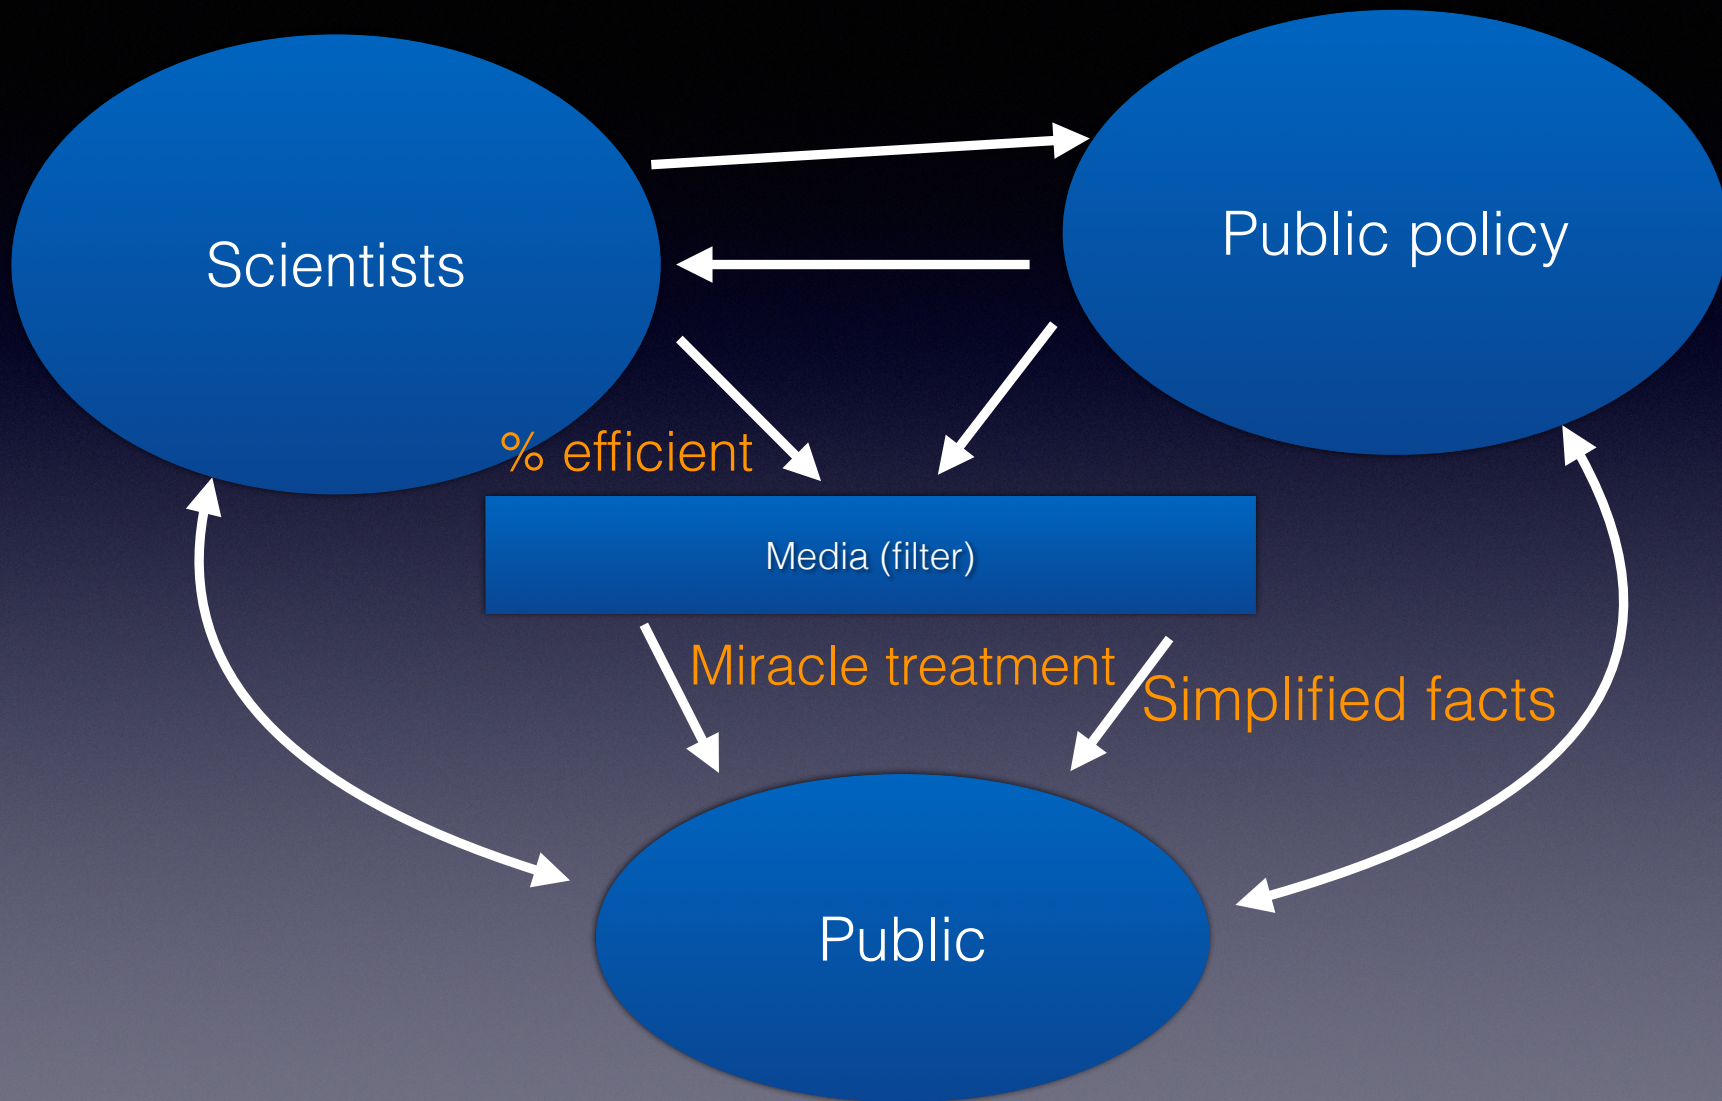 Scientists
Public policy
% efficient
Media (filter)
Miracle treatment
Simplified facts
Public